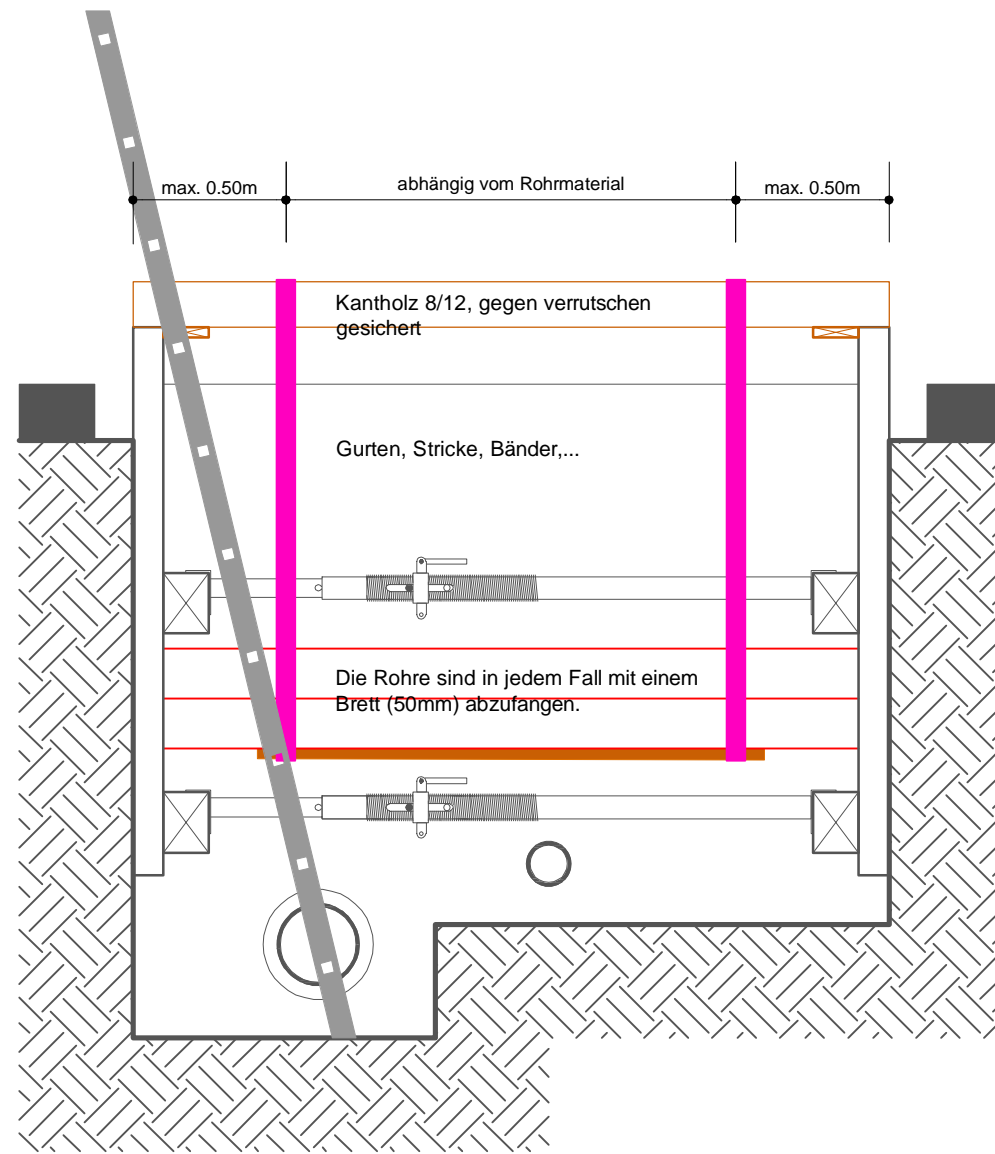 max. 0.50m
abhängig vom Rohrmaterial
max. 0.50m
Kantholz 8/12, gegen verrutschen
gesichert
Gurten, Stricke, Bänder,...
Die Rohre sind in jedem Fall mit einem
Brett (50mm) abzufangen.